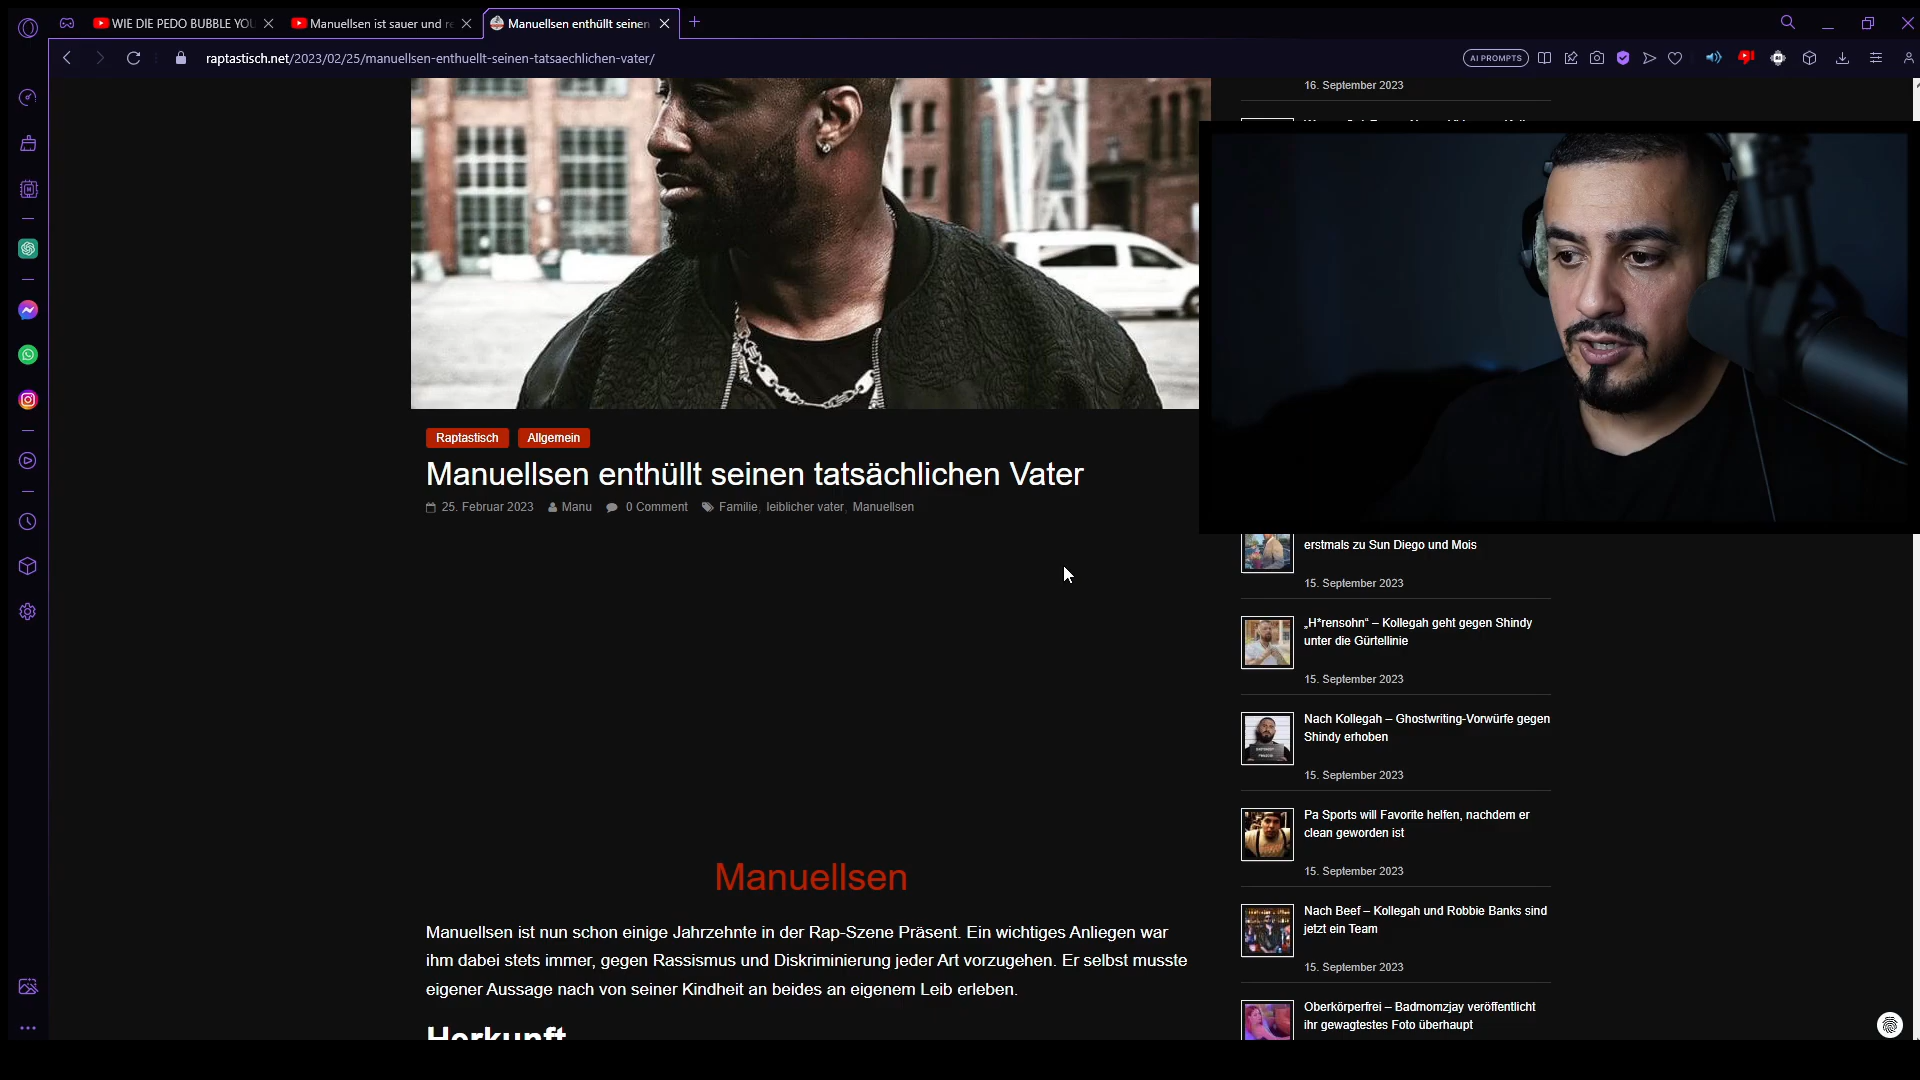 WIE DIE PEDO BUBBLE YOU
Manuellsen ist sauer und re
Manuellsen enthüllt seinen
raptastisch.net/2023/02/25/manuellsen-enthuellt-seinen-tatsaechlichen-vater/
AI PROMPTS
Raptastisch
Allgemein
Manuellsen enthüllt seinen tatsächlichen Vater
25. Februar 2023 Manu 0 Comment Familie, leiblicher vater, Manuellsen
Manuellsen
Manuellsen ist nun schon einige Jahrzehnte in der Rap-Szene Präsent. Ein wichtiges Anliegen war
ihm dabei stets immer, gegen Rassismus und Diskriminierung jeder Art vorzugehen. Er selbst musste
eigener Aussage nach von seiner Kindheit an beides an eigenem Leib erleben.
Herkunft
16. September 2023
erstmals zu Sun Diego und Mois
15. September 2023
„H*rensohn“ – Kollegah geht gegen Shindy
unter die Gürtellinie
15. September 2023
Nach Kollegah – Ghostwriting-Vorwürfe gegen
Shindy erhoben
15. September 2023
Pa Sports will Favorite helfen, nachdem er
clean geworden ist
15. September 2023
Nach Beef – Kollegah und Robbie Banks sind
jetzt ein Team
15. September 2023
Oberkörperfrei – Badmomzjay veröffentlicht
ihr gewagtestes Foto überhaupt